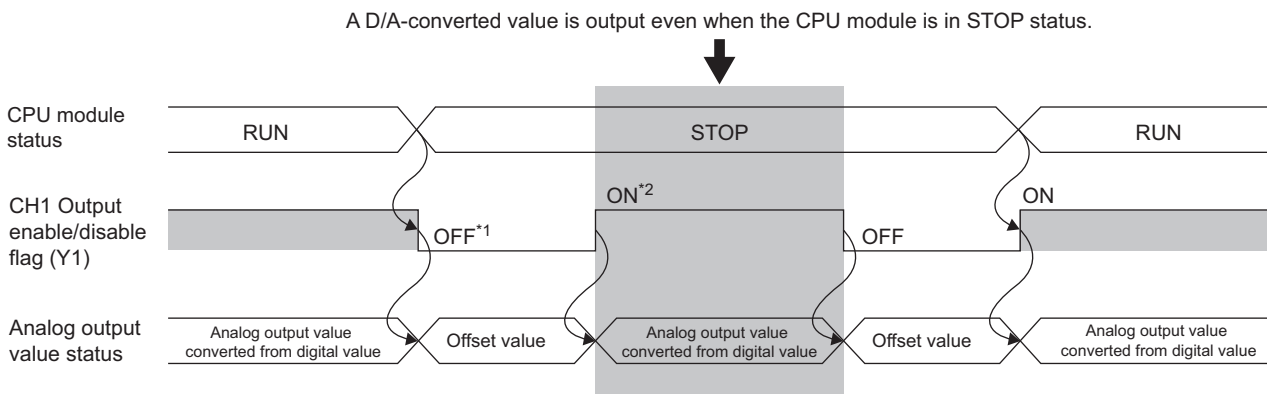 A D/A-converted value is output even when the CPU module is in STOP status.
CPU module
status
RUN
STOP
RUN
CH1 Output
enable/disable
flag (Y1)
OFF*1
ON*2
OFF
ON
Analog output
value status
Analog output value
converted from digital value
Offset value
Analog output value
converted from digital value
Offset value
Analog output value
converted from digital value